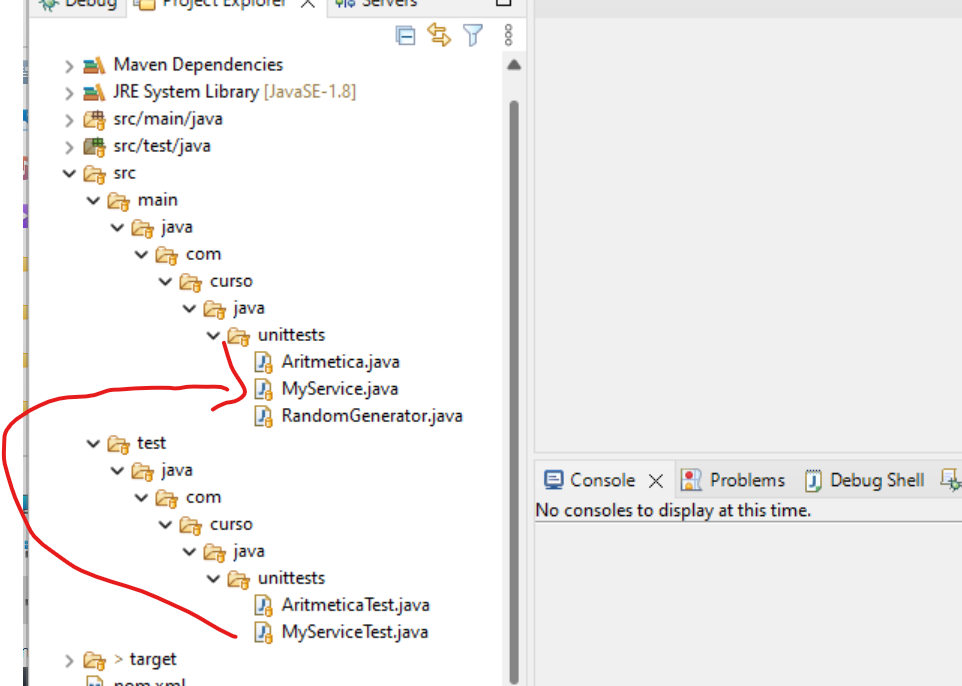 Debug Project Explorer Servers
Maven Dependencies
JRE System Library [JavaSE-1.8]
src/main/java
src/test/java
src
main
java
com
curso
java
unittests
Aritmetica.java
MyService.java
RandomGenerator.java
test
java
com
curso
java
unittests
AritmeticaTest.java
MyServiceTest.java
> target
pom.xml
Console Problems Debug Shell
No consoles to display at this time.